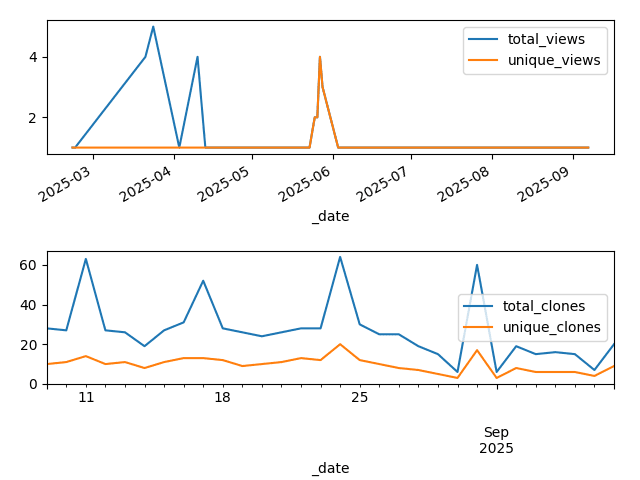 4
2
total_views
unique_views
2025-03
2025-04
2025-05
2025-06
2025-07
2025-08
2025-09
_date
60
40
20
0
total_clones
unique_clones
11
18
25
Sep
2025
_date